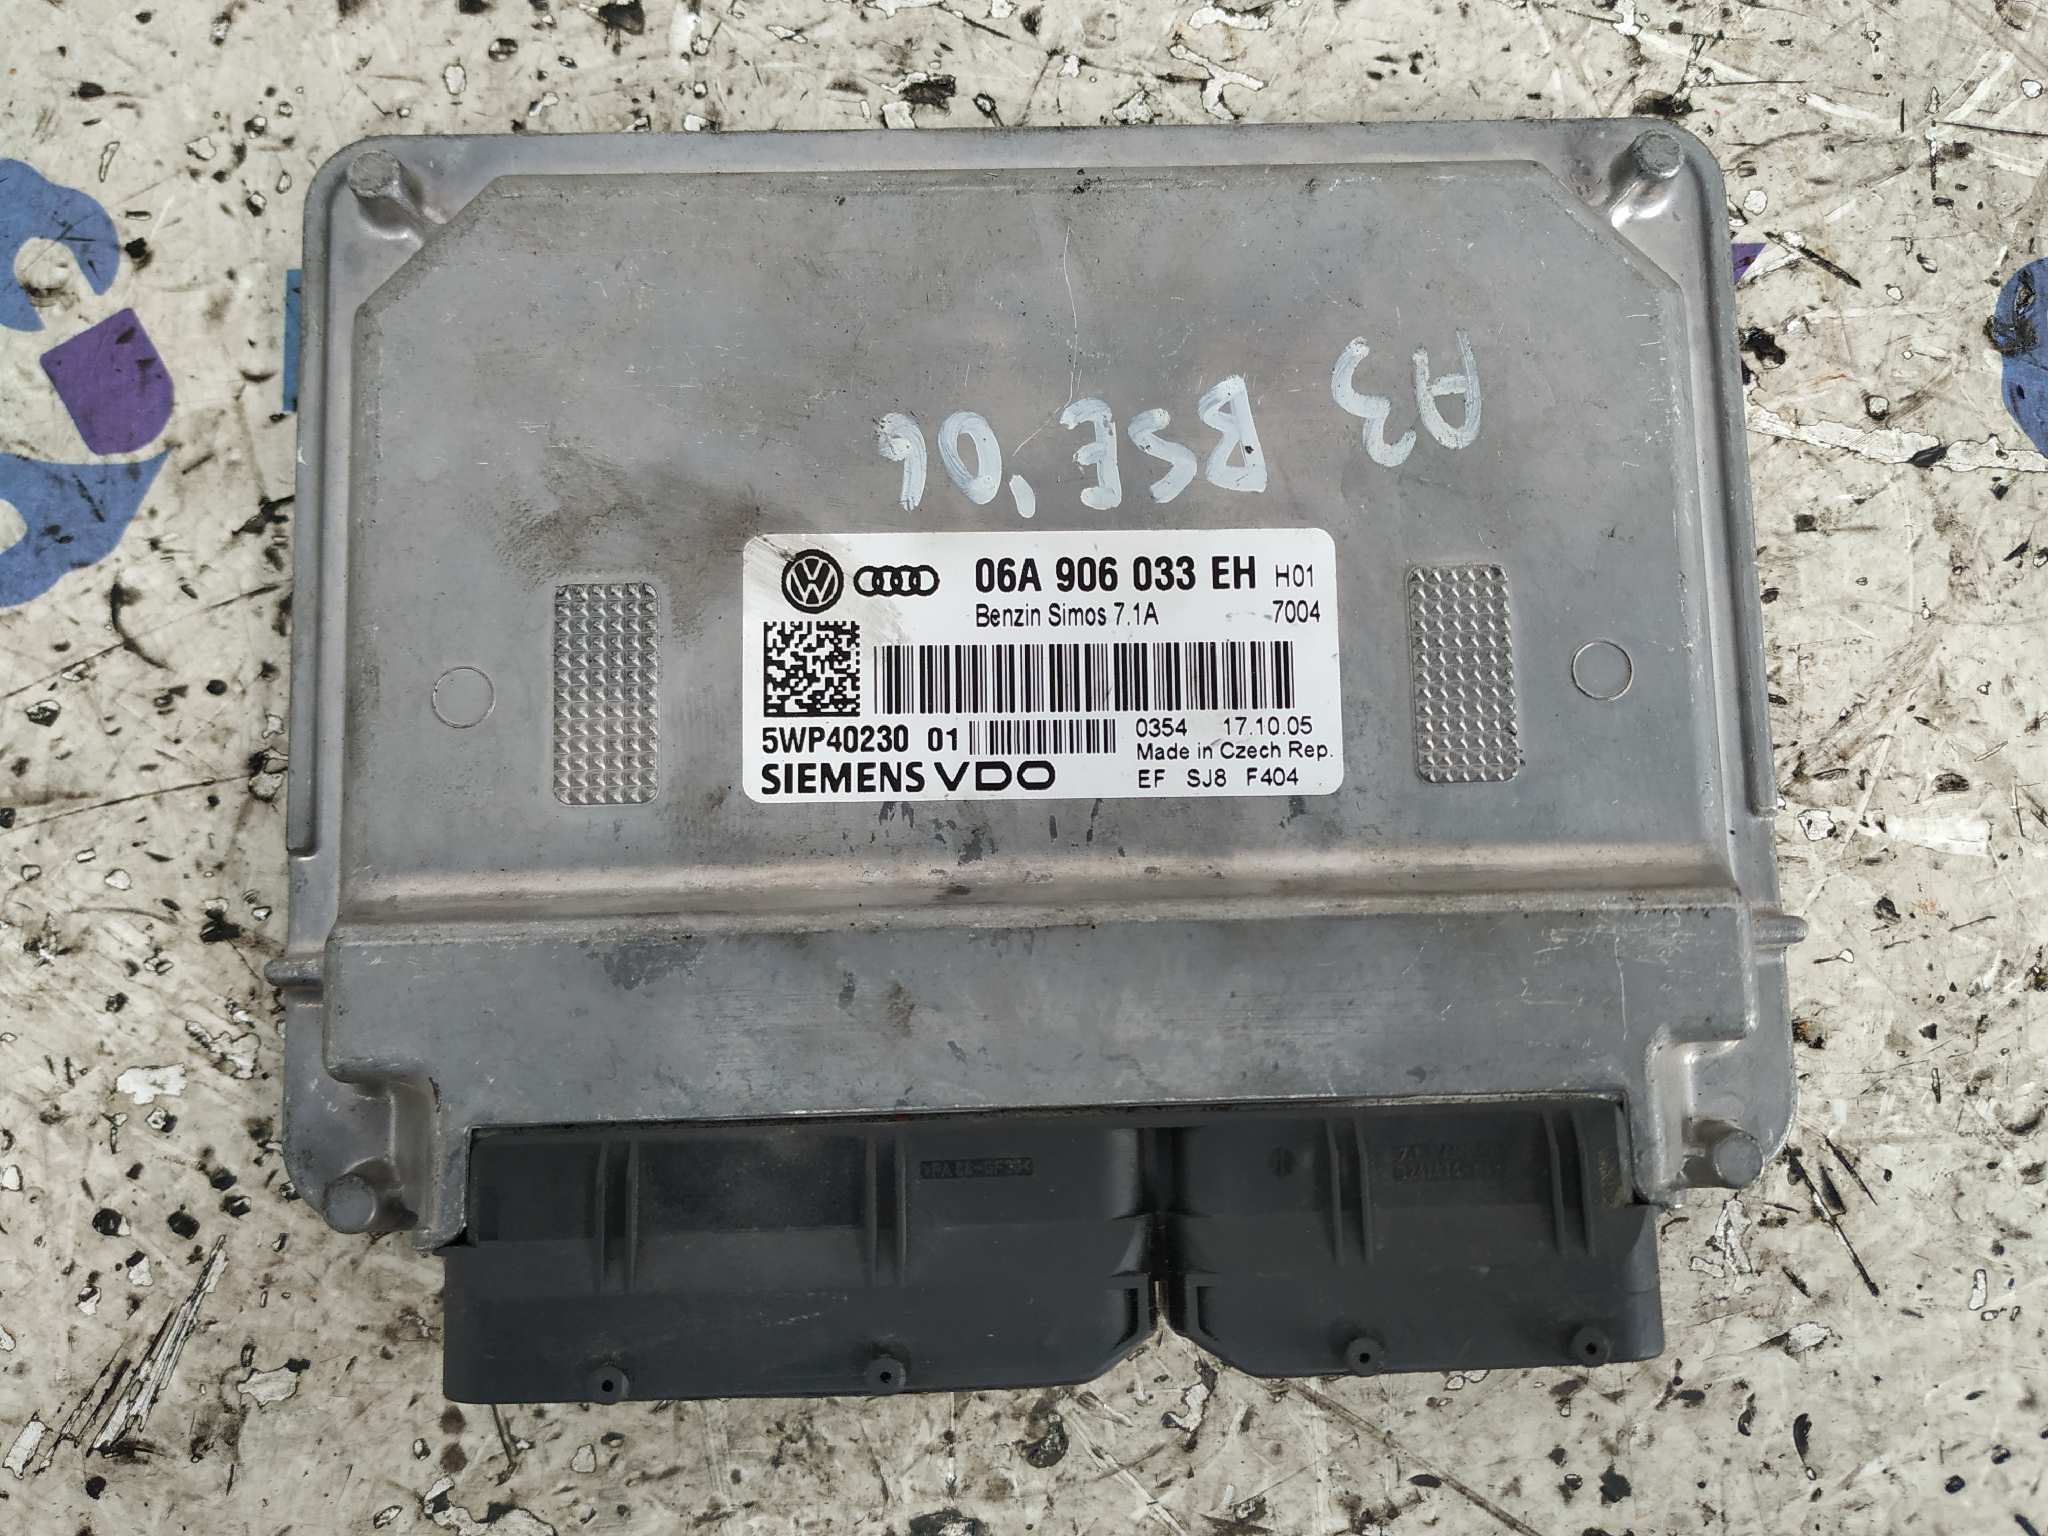 A3 BSE '06
06A 906 033 EH H01
Benzin Simos 7.1A 7004
5WP40230 01 0354 17.10.05
Made in Czech Rep.
SIEMENS VDO EF SJ8 F404